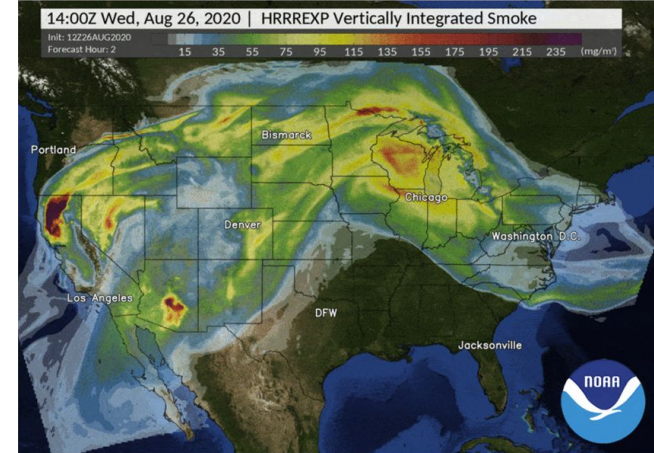 14:00Z Wed, Aug 26, 2020 | HRRREXP Vertically Integrated Smoke
Init: 12Z26AUG2020
Forecast Hour: 2
15 35 55 75 95 115 135 155 175 195 215 235 (mg/m²)
Portland
Bismarck
Chicago
Denver
Washington D.C.
Los Angeles
DFW
Jacksonville
NOAA